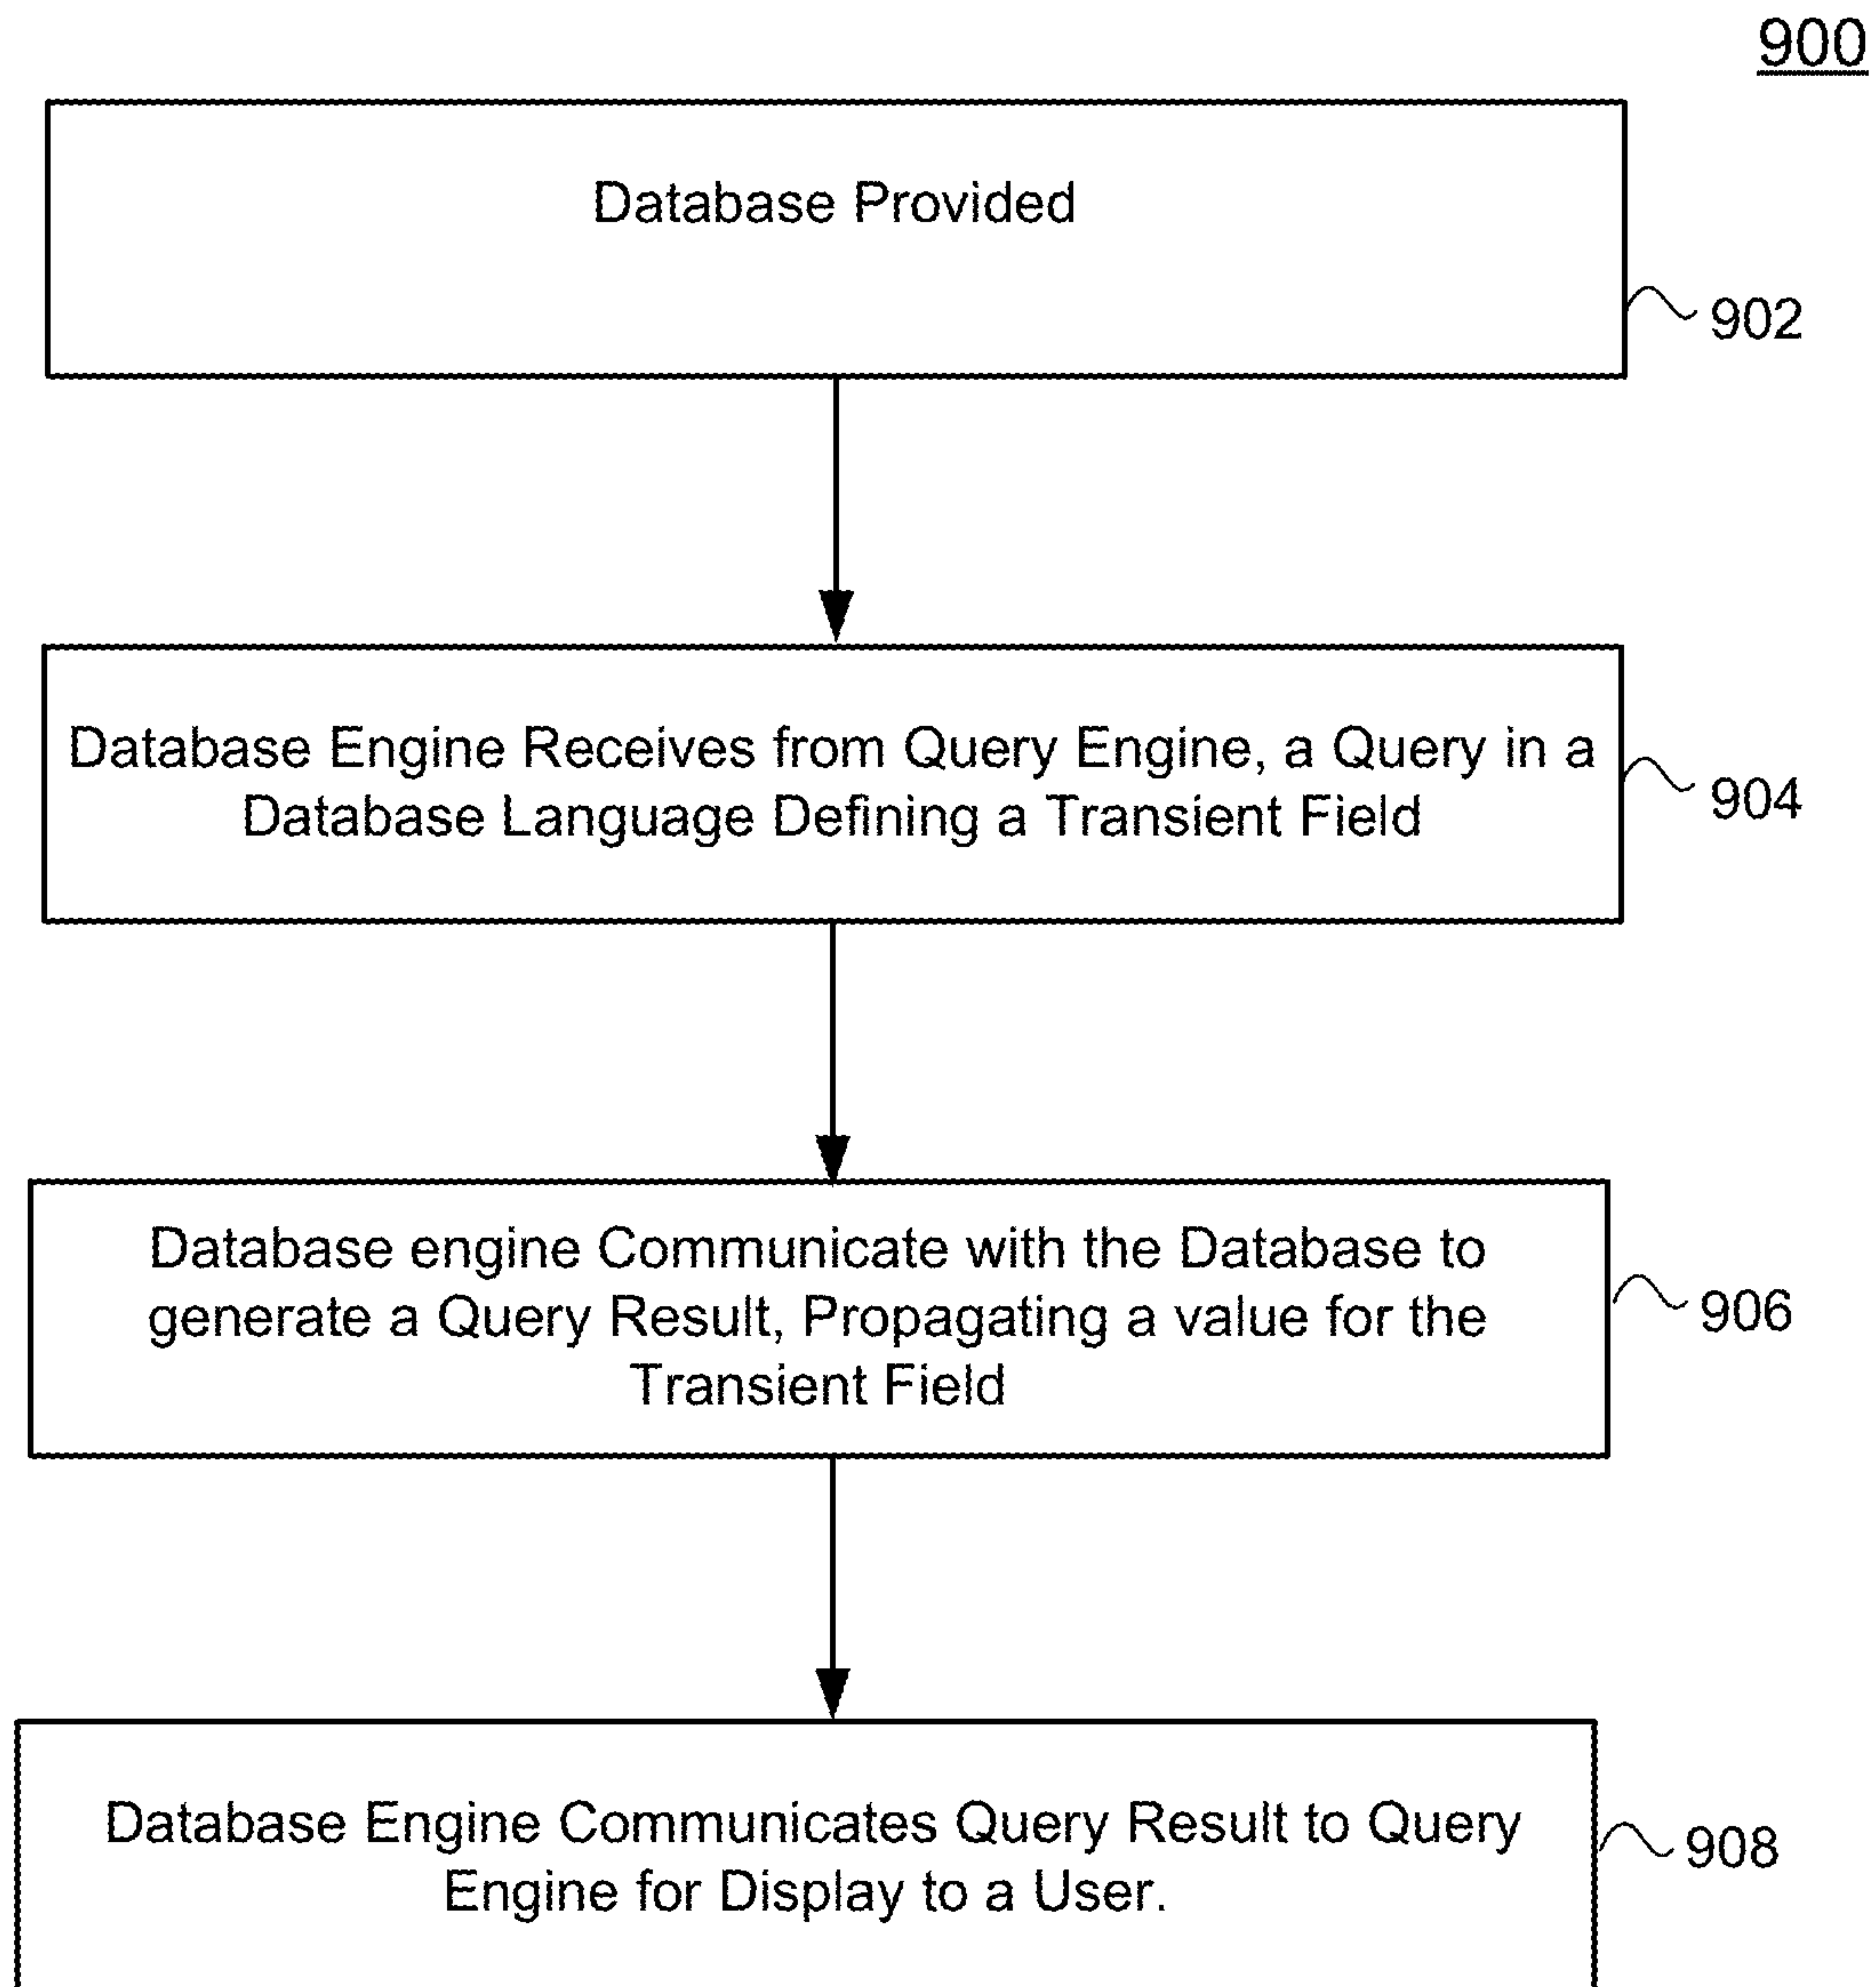 900
Database Provided
902
Database Engine Receives from Query Engine, a Query in a
Database Language Defining a Transient Field
904
Database engine Communicate with the Database to
generate a Query Result, Propagating a value for the
Transient Field
906
Database Engine Communicates Query Result to Query
Engine for Display to a User.
908